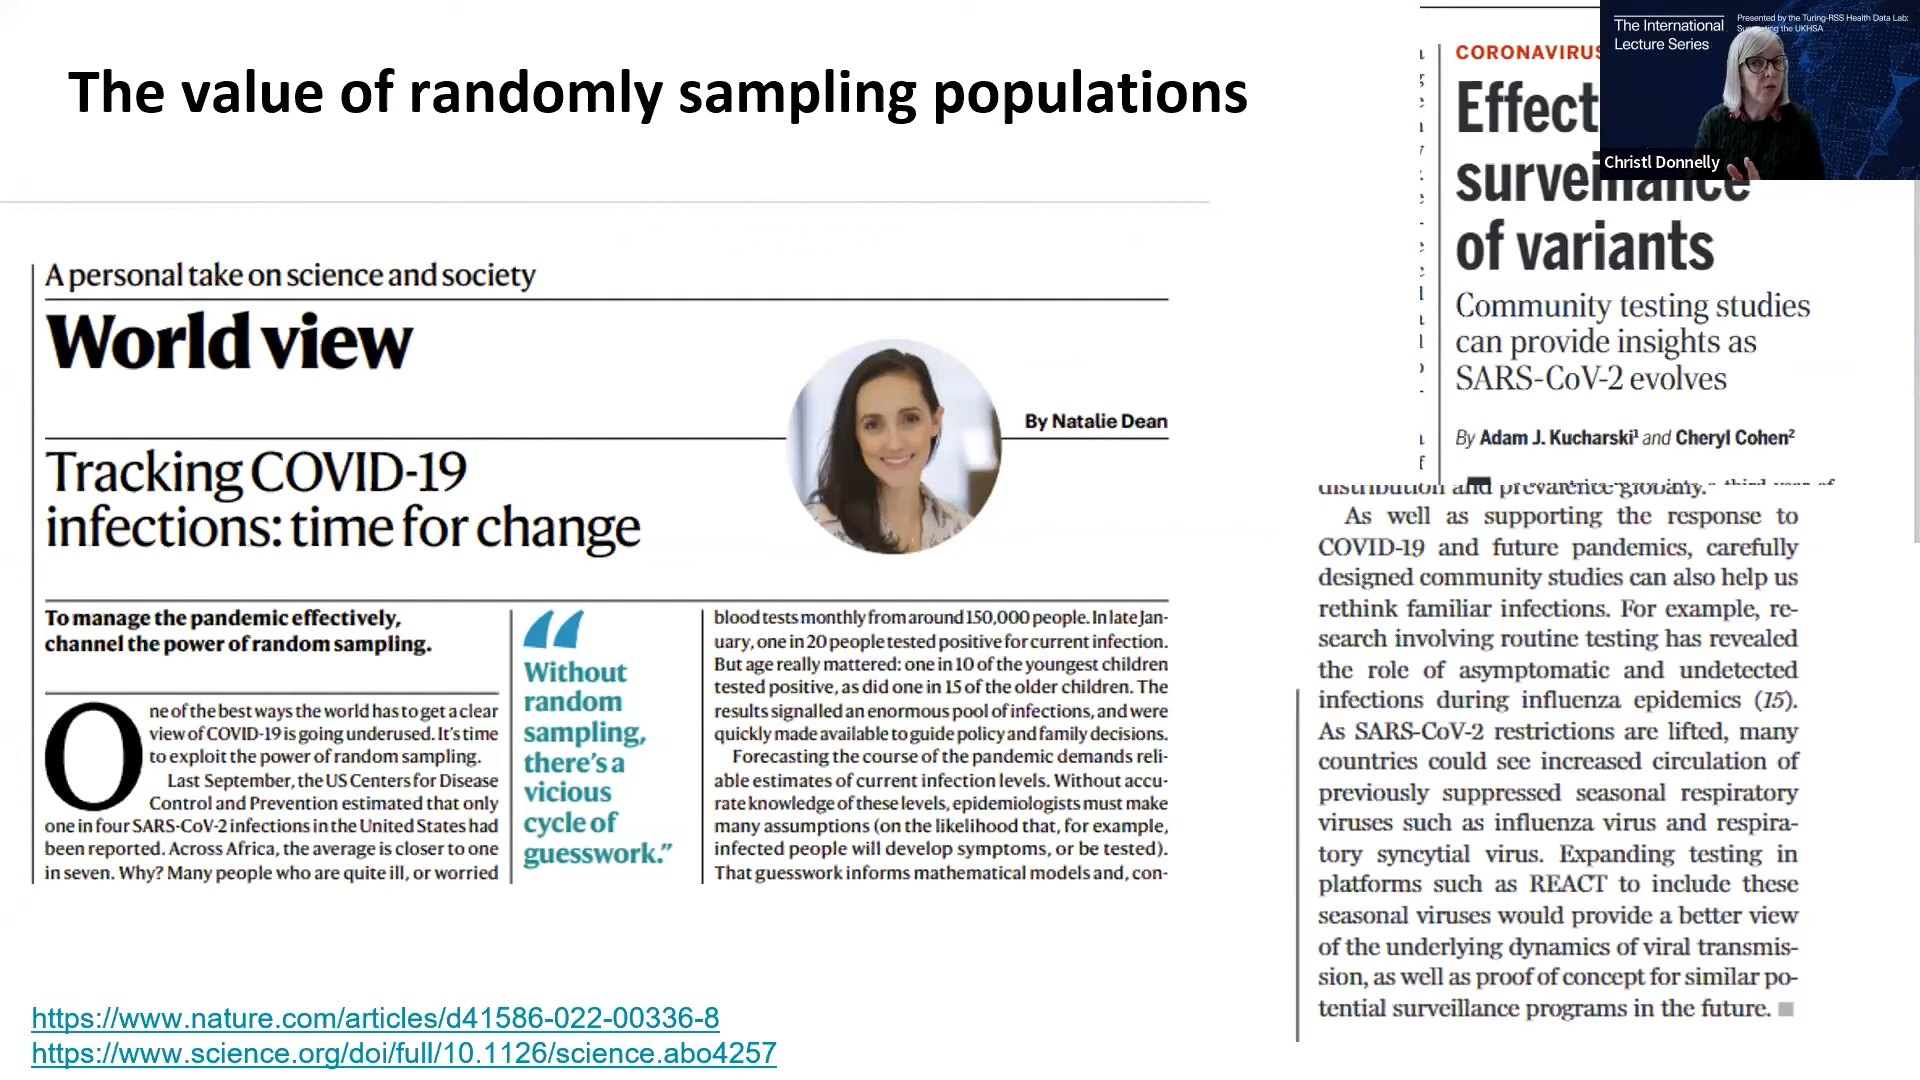 The value of randomly sampling populations
A personal take on science and society
World view
By Natalie Dean
Tracking COVID-19
infections: time for change
To manage the pandemic effectively,
channel the power of random sampling.
One of the best ways the world has to get a clear
view of COVID-19 is going underused. It's time
to exploit the power of random sampling.
Last September, the US Centers for Disease
Control and Prevention estimated that only
one in four SARS-CoV-2 infections in the United States had
been reported. Across Africa, the average is closer to one
in seven. Why? Many people who are quite ill, or worried
“
Without
random
sampling,
there's a
vicious
cycle of
guesswork.”
blood tests monthly from around 150,000 people. In late Jan-
uary, one in 20 people tested positive for current infection.
But age really mattered: one in 10 of the youngest children
tested positive, as did one in 15 of the older children. The
results signalled an enormous pool of infections, and were
quickly made available to guide policy and family decisions.
Forecasting the course of the pandemic demands reli-
able estimates of current infection levels. Without accu-
rate knowledge of these levels, epidemiologists must make
many assumptions (on the likelihood that, for example,
infected people will develop symptoms, or be tested).
That guesswork informs mathematical models and, con-
https://www.nature.com/articles/d41586-022-00336-8
https://www.science.org/doi/full/10.1126/science.abo4257
The International
Lecture Series
Presented by the Turing-RSS Health Data Lab:
the UKHSA
Christl Donnelly
CORONAVIRUS
Effect
surveillance
of variants
Community testing studies
can provide insights as
SARS-CoV-2 evolves
By Adam J. Kucharski¹ and Cheryl Cohen²
distribution and prevalence globally.
As well as supporting the response to
COVID-19 and future pandemics, carefully
designed community studies can also help us
rethink familiar infections. For example, re-
search involving routine testing has revealed
the role of asymptomatic and undetected
infections during influenza epidemics (15).
As SARS-CoV-2 restrictions are lifted, many
countries could see increased circulation of
previously suppressed seasonal respiratory
viruses such as influenza virus and respira-
tory syncytial virus. Expanding testing in
platforms such as REACT to include these
seasonal viruses would provide a better view
of the underlying dynamics of viral transmis-
sion, as well as proof of concept for similar po-
tential surveillance programs in the future.